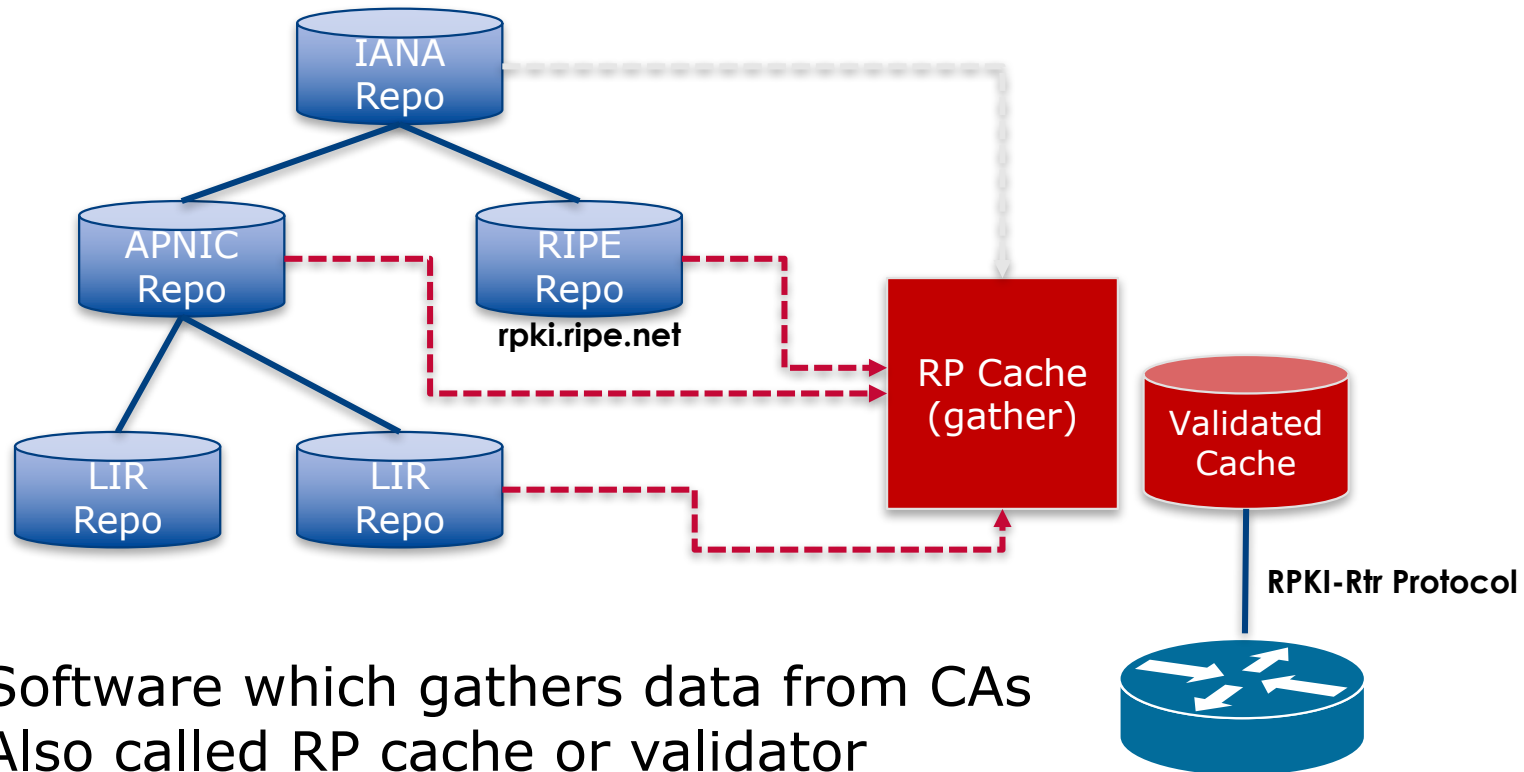 IANA
Repo
APNIC
Repo
RIPE
Repo
rpki.ripe.net
LIR
Repo
LIR
Repo
RP Cache
(gather)
Validated
Cache
RPKI-Rtr Protocol
Software which gathers data from CAs
Also called RP cache or validator